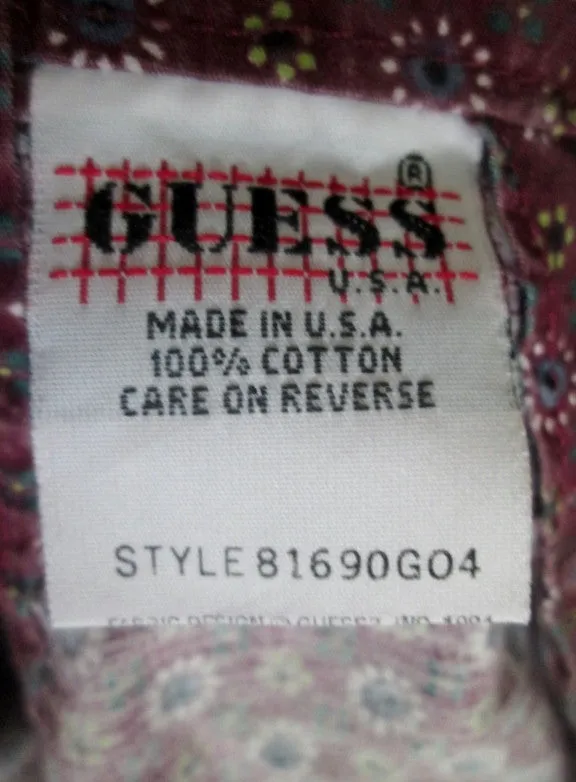 GUESS®
U.S.A.
MADE IN U.S.A.
100% COTTON
CARE ON REVERSE
STYLE 81690G04